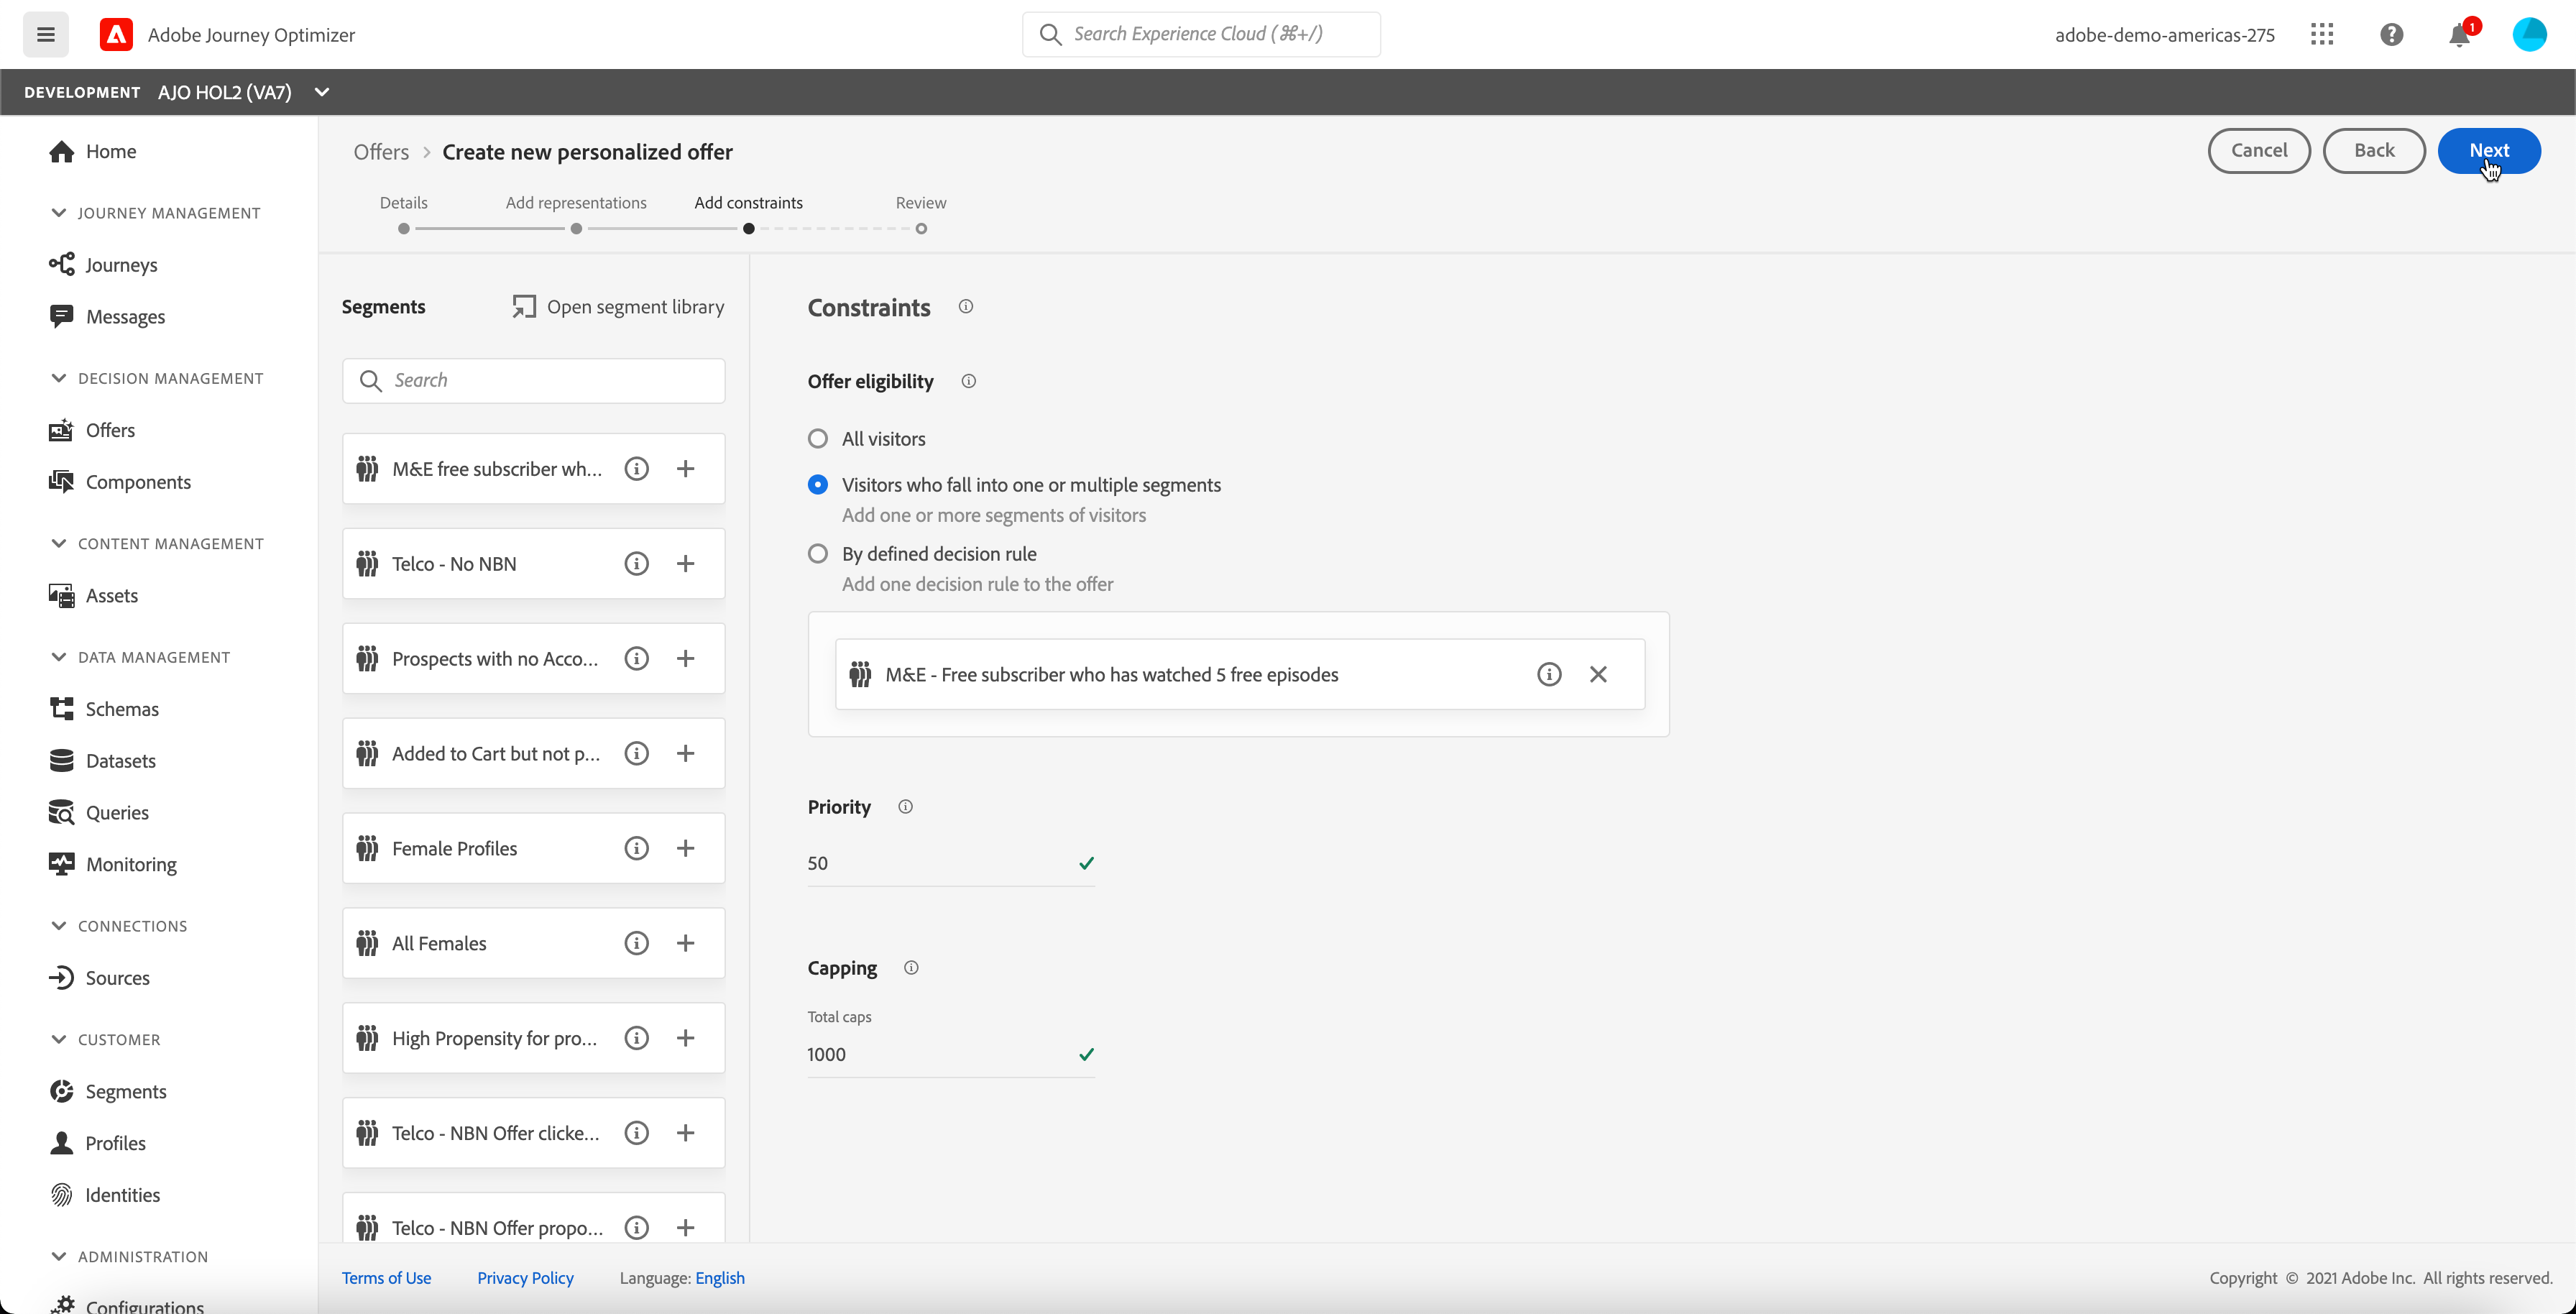 Adobe Journey Optimizer
Search Experience Cloud (⌘+/)
adobe-demo-americas-275
1
DEVELOPMENT AJO HOL2 (VA7)
Home
JOURNEY MANAGEMENT
Journeys
Messages
DECISION MANAGEMENT
Offers
Components
CONTENT MANAGEMENT
Assets
DATA MANAGEMENT
Schemas
Datasets
Queries
Monitoring
CONNECTIONS
Sources
CUSTOMER
Segments
Profiles
Identities
ADMINISTRATION
Configurations
Offers > Create new personalized offer
Cancel
Back
Next
Details
Add representations
Add constraints
Review
Segments
Open segment library
Search
M&E free subscriber wh...
Telco - No NBN
Prospects with no Acco...
Added to Cart but not p...
Female Profiles
All Females
High Propensity for pro...
Telco - NBN Offer clicke...
Telco - NBN Offer propo...
Constraints
Offer eligibility
All visitors
Visitors who fall into one or multiple segments
Add one or more segments of visitors
By defined decision rule
Add one decision rule to the offer
M&E - Free subscriber who has watched 5 free episodes
Priority
50
Capping
Total caps
1000
Terms of Use
Privacy Policy
Language: English
Copyright © 2021 Adobe Inc. All rights reserved.